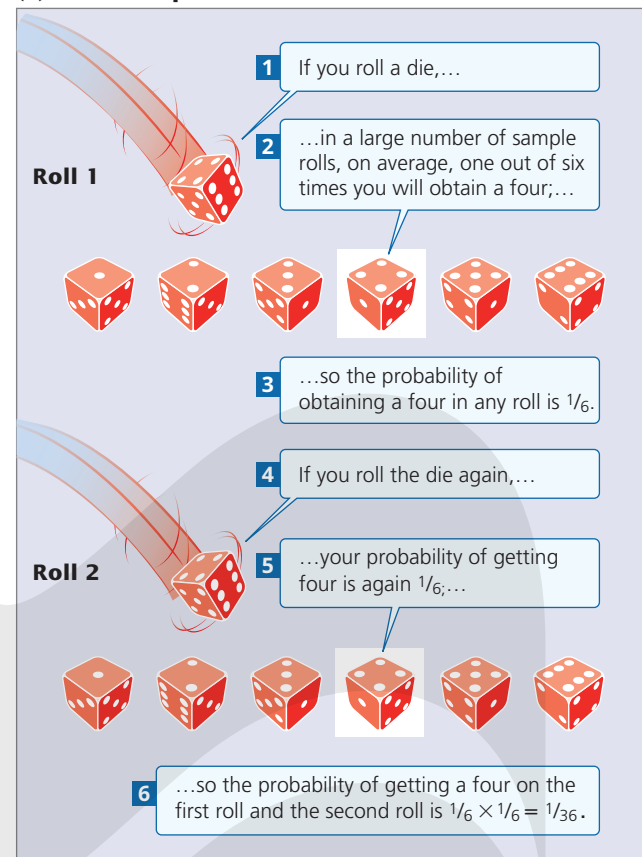 1
If you roll a die,…
2
…in a large number of sample
rolls, on average, one out of six
times you will obtain a four;…
Roll 1
3
…so the probability of
obtaining a four in any roll is 1/6.
4
If you roll the die again,…
5
…your probability of getting
four is again 1/6;…
Roll 2
6
…so the probability of getting a four on the
first roll and the second roll is 1/6 × 1/6 = 1/36.